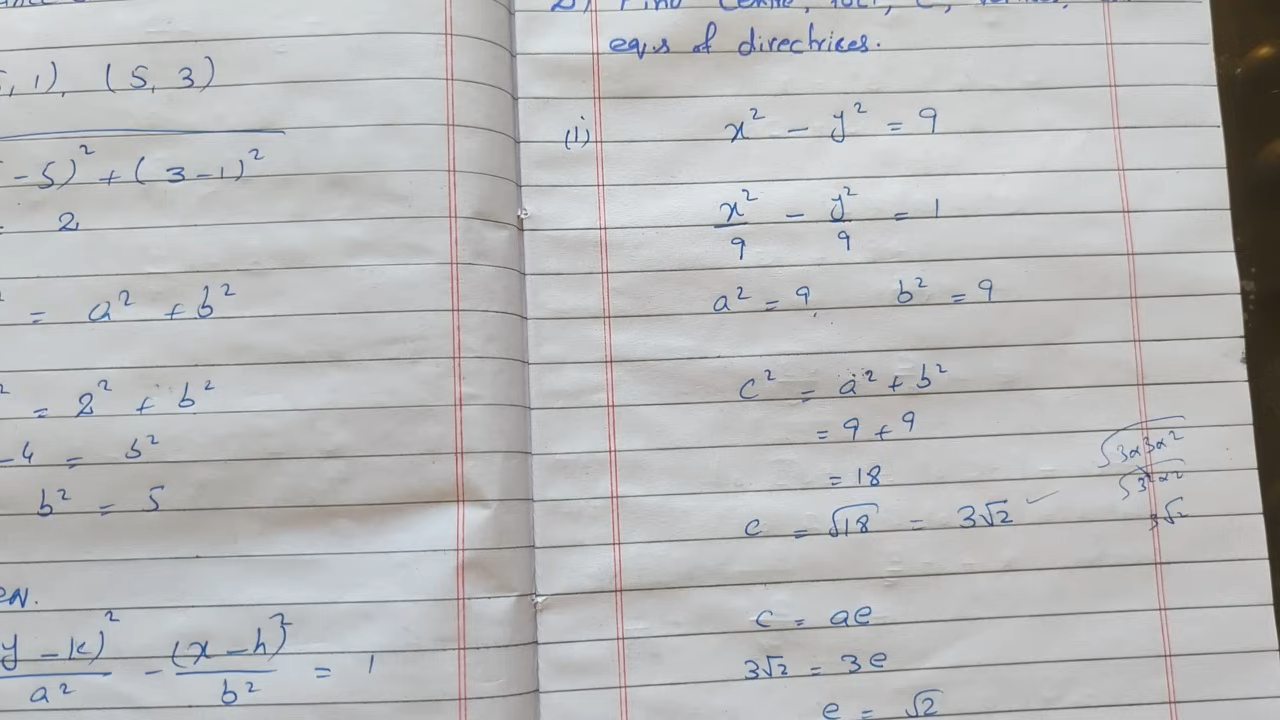 , 1), (5, 3)
- 5)² + (3-1)²
2
= a² + b²
= 2² + b²
-4 = b²
b² = 5
en.
y - k)²/a² - (x - h)²/b² = 1
eqs of directrices.
(i) x² - y² = 9
x²/9 - y²/9 = 1
a² = 9 b² = 9
c² = a² + b²
= 9 + 9
= 18
c = √18 = 3√2 ✓
√3×3×2
√3²×2
3√2
c = ae
3√2 = 3e
e = √2